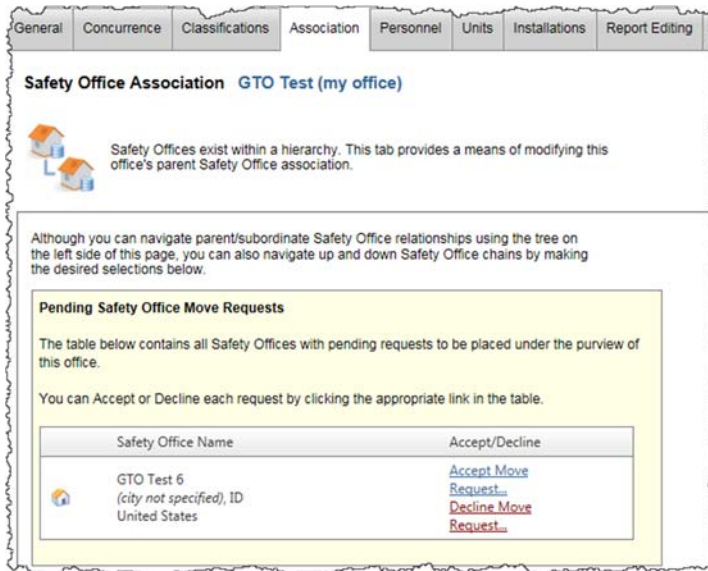 General Concurrence Classifications Association Personnel Units Installations Report Editing
Safety Office Association GTO Test (my office)
Safety Offices exist within a hierarchy. This tab provides a means of modifying this
office's parent Safety Office association.
Although you can navigate parent/subordinate Safety Office relationships using the tree on
the left side of this page, you can also navigate up and down Safety Office chains by making
the desired selections below.
Pending Safety Office Move Requests
The table below contains all Safety Offices with pending requests to be placed under the purview of
this office.
You can Accept or Decline each request by clicking the appropriate link in the table.
Safety Office Name Accept/Decline
GTO Test 6
(city not specified), ID
United States
Accept Move
Request...
Decline Move
Request...